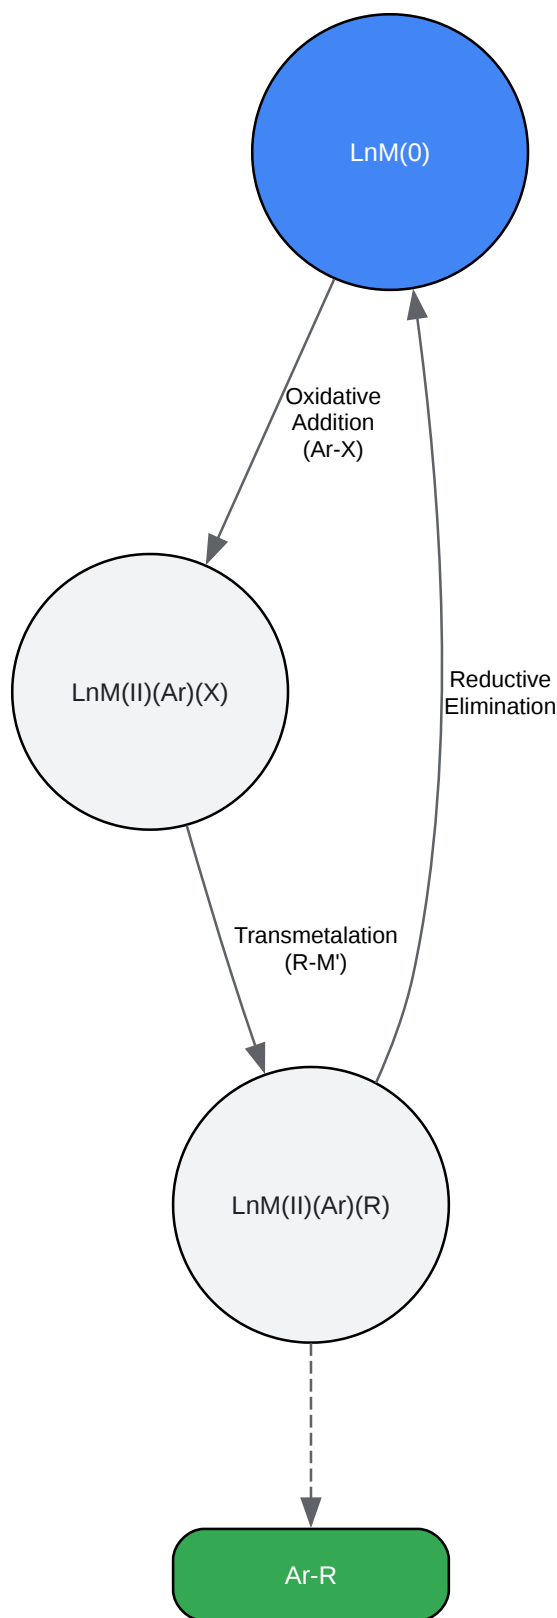 LnM(0)
Oxidative
Addition
(Ar-X)
LnM(II)(Ar)(X)
Reductive
Elimination
Transmetalation
(R-M')
LnM(II)(Ar)(R)
Ar-R